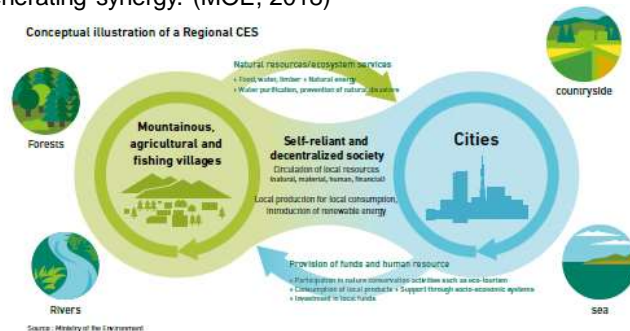 enerating synergy. (MOE, 2018)
Conceptual illustration of a Regional CES
Natural resources/ecosystem services
• Food, water, timber • Natural energy
• Water purification, prevention of natural disasters
Forests
countryside
Mountainous,
agricultural and
fishing villages
Self-reliant and
decentralized society
Circulation of local resources
(natural, material, human, financial)
Local production for local consumption,
Introduction of renewable energy
Cities
Provision of funds and human resource
• Participation in nature conservation activities such as eco-tourism
• Consumption of local products • Support through socio-economic systems
• Investment in local funds
Rivers
sea
Source : Ministry of the Environment